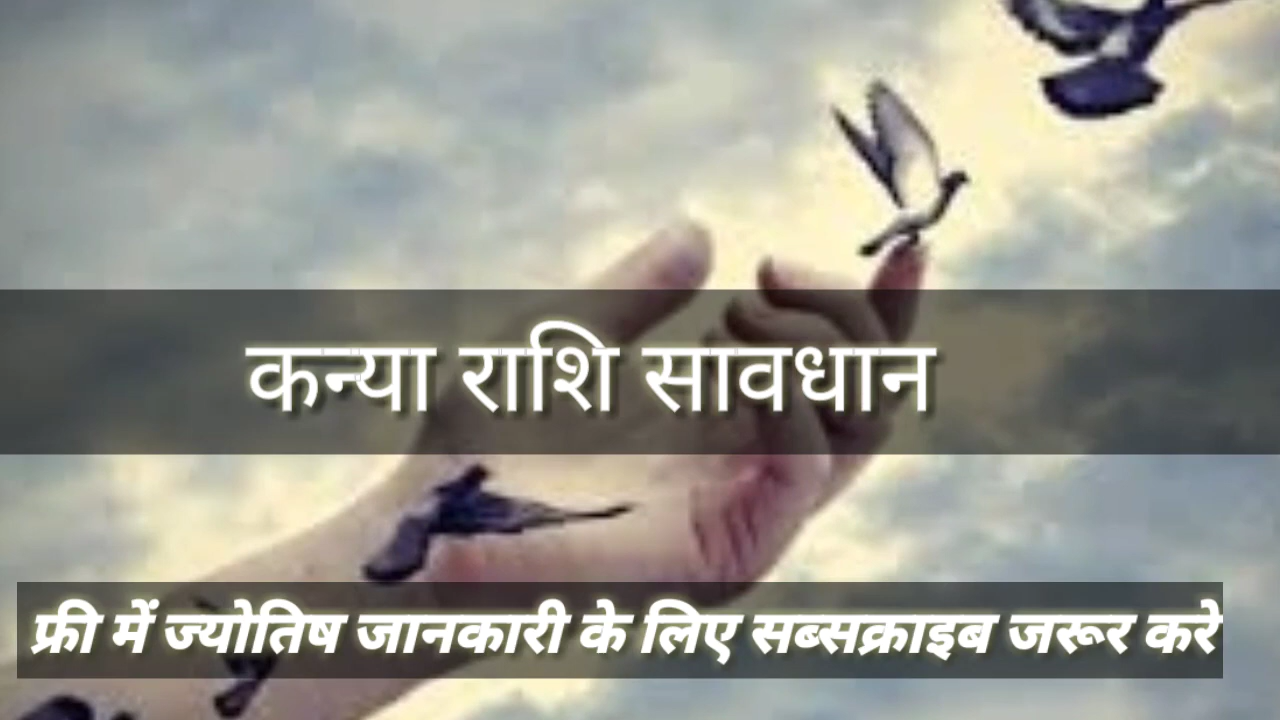 कन्या राशि सावधान
फ्री में ज्योतिष जानकारी के लिए सब्सक्राइब जरूर करे